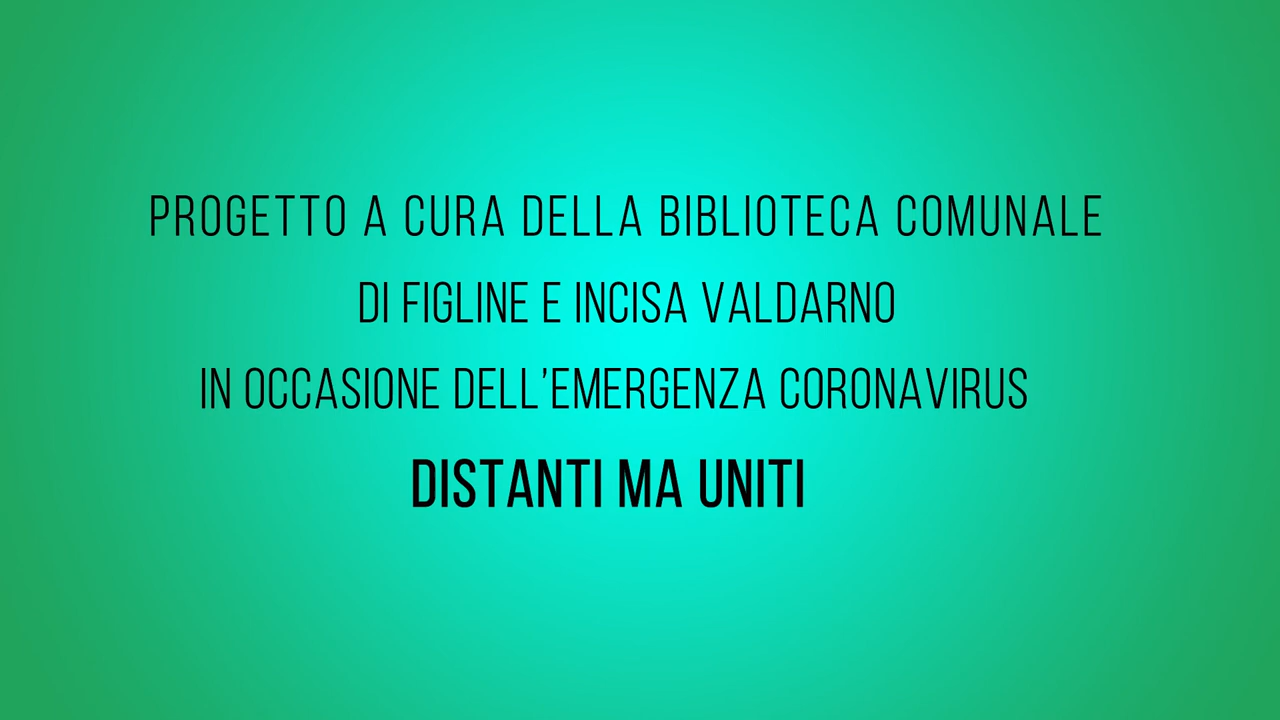 PROGETTO A CURA DELLA BIBLIOTECA COMUNALE
DI FIGLINE E INCISA VALDARNO
IN OCCASIONE DELL'EMERGENZA CORONAVIRUS
DISTANTI MA UNITI